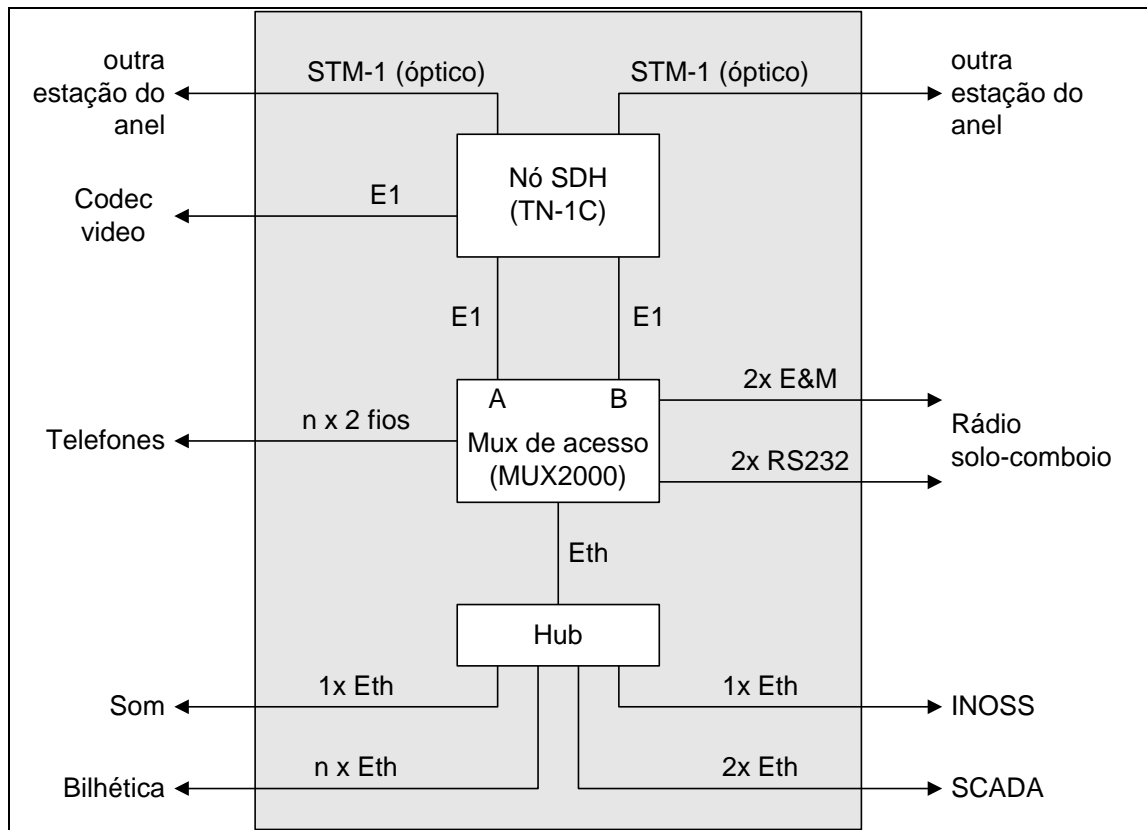 outra
estação do
anel
STM-1 (óptico)
STM-1 (óptico)
outra
estação do
anel
Nó SDH
(TN-1C)
E1
Codec
video
E1
E1
A
B
2x E&M
n x 2 fios
Telefones
Mux de acesso
(MUX2000)
2x RS232
Rádio
solo-comboio
Eth
Hub
1x Eth
1x Eth
Som
INOSS
n x Eth
2x Eth
Bilhética
SCADA